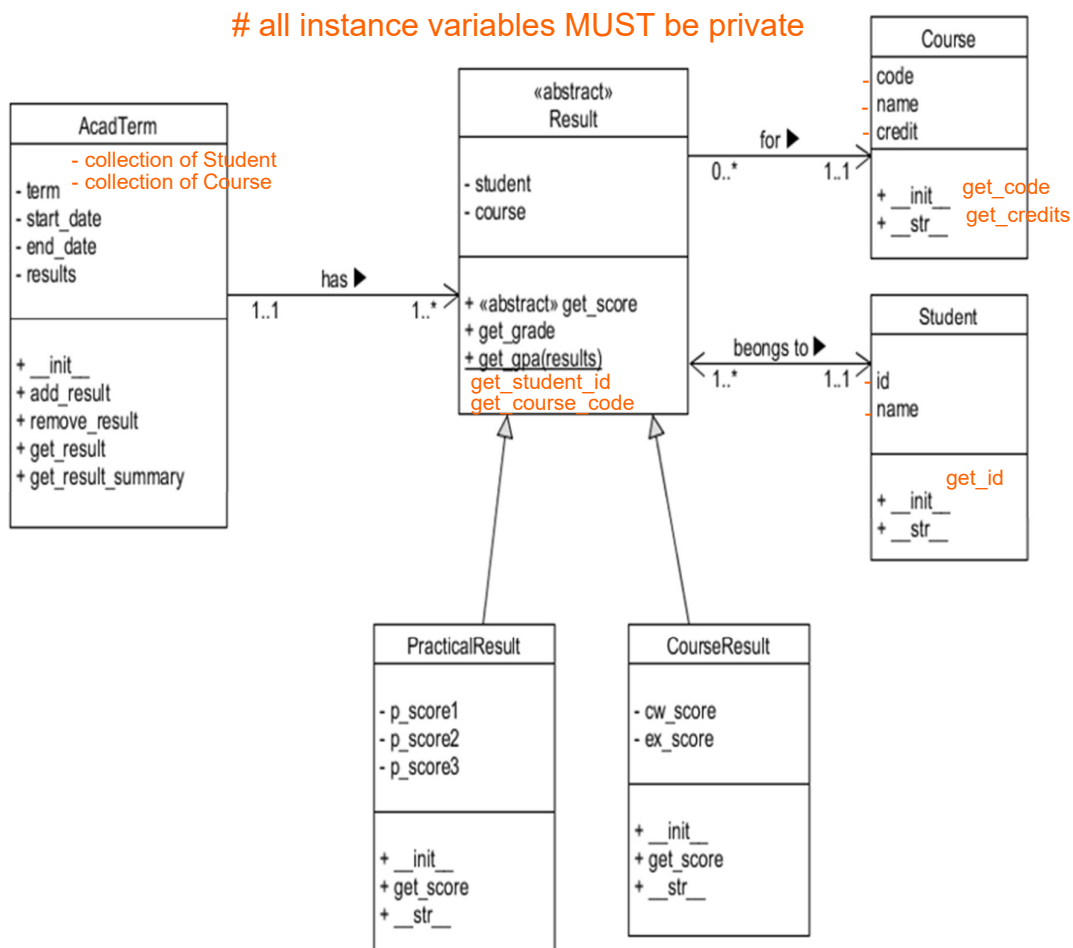 # all instance variables MUST be private
AcadTerm
- collection of Student
- collection of Course
- term
- start_date
- end_date
- results
+ __init__
+ add_result
+ remove_result
+ get_result
+ get_result_summary
has ▶
1..1
1..*
«abstract»
Result
- student
- course
+ «abstract» get_score
+ get_grade
+ get_gpa(results)
get_student_id
get_course_code
for ▶
0..*
1..1
Course
- code
- name
- credit
+ __init__ get_code
+ __str__ get_credits
beongs to ▶
1..*
1..1
Student
- id
- name
get_id
+ __init__
+ __str__
PracticalResult
- p_score1
- p_score2
- p_score3
+ __init__
+ get_score
+ __str__
CourseResult
- cw_score
- ex_score
+ __init__
+ get_score
+ __str__